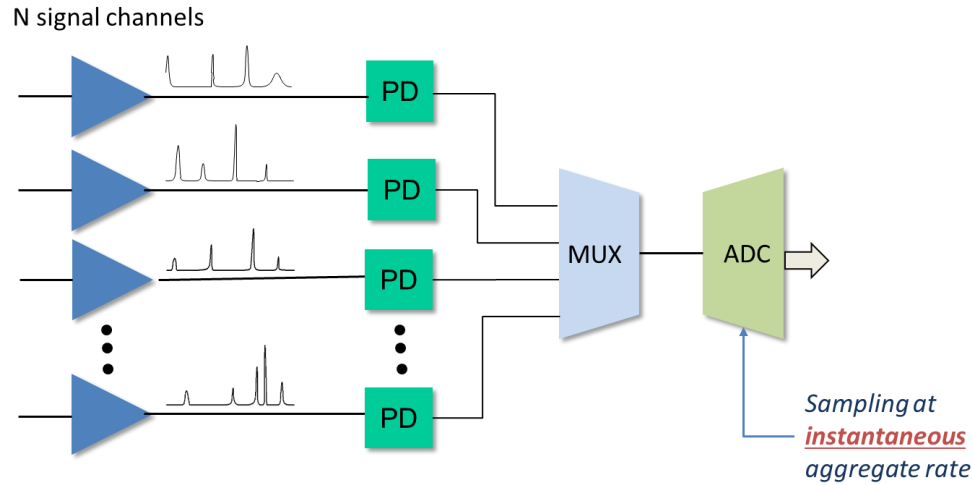 N signal channels
PD
PD
PD
PD
MUX
ADC
Sampling at
instantaneous
aggregate rate